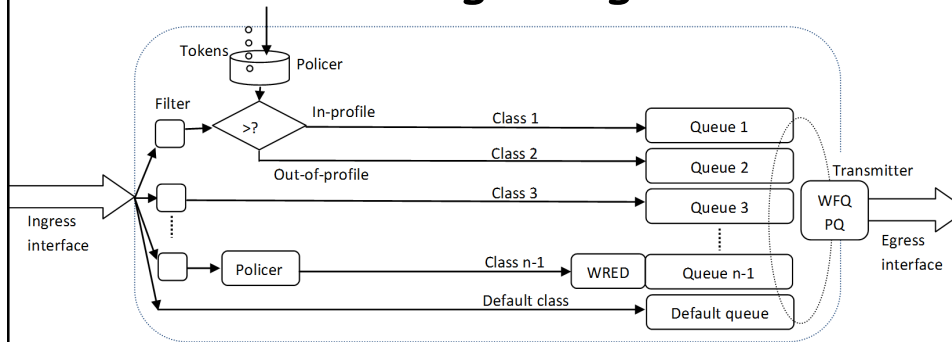 Tokens
Policer
Filter
>?
In-profile
Class 1
Queue 1
Class 2
Out-of-profile
Queue 2
Transmitter
Class 3
Queue 3
WFQ
PQ
Ingress
interface
Egress
interface
Policer
Class n-1
WRED
Queue n-1
Default class
Default queue